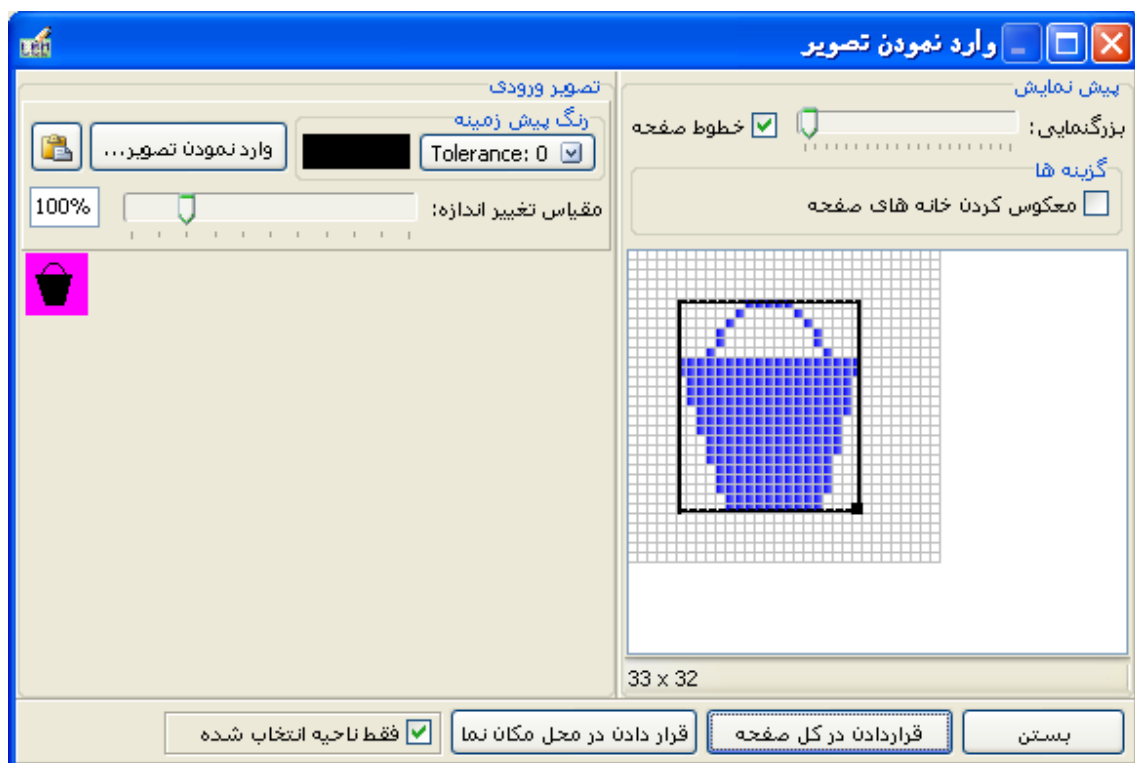 وارد نمودن تصویر
پیش نمایش
بزرگنمایی:
خطوط صفحه
گزینه ها
معکوس کردن خانه های صفحه
33 x 32
تصویر ورودی
رنگ پیش زمینه
Tolerance: 0
وارد نمودن تصویر...
مقیاس تغییر اندازه:
100%
بستن
قراردادن در کل صفحه
قرار دادن در محل مکان نما
فقط ناحیه انتخاب شده